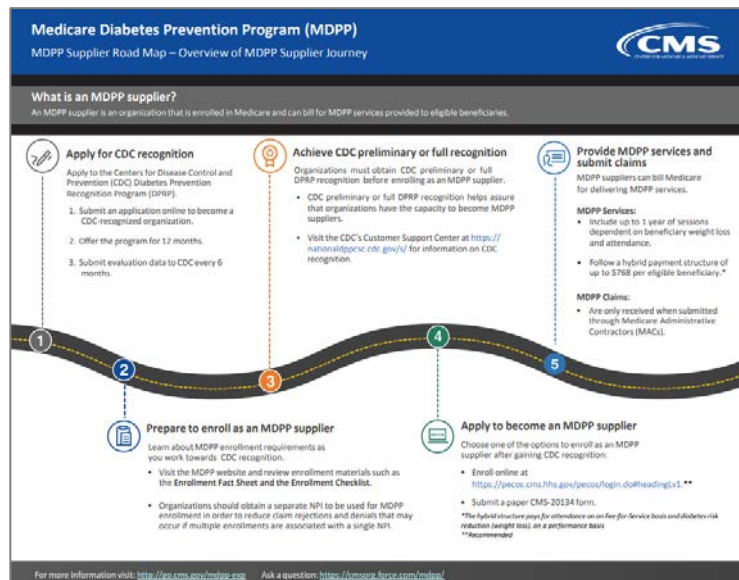 Medicare Diabetes Prevention Program (MDPP)
MDPP Supplier Road Map – Overview of MDPP Supplier Journey
CMS
CENTERS FOR MEDICARE & MEDICAID SERVICES
What is an MDPP supplier?
An MDPP supplier is an organization that is enrolled in Medicare and can bill for MDPP services provided to eligible beneficiaries.
Apply for CDC recognition
Apply to the Centers for Disease Control and
Prevention (CDC) Diabetes Prevention
Recognition Program (DPRP).
1. Submit an application online to become a
CDC-recognized organization.
2. Offer the program for 12 months.
3. Submit evaluation data to CDC every 6
months.
Achieve CDC preliminary or full recognition
Organizations must obtain CDC preliminary or full
DPRP recognition before enrolling as an MDPP supplier.
• CDC preliminary or full DPRP recognition helps assure
that organizations have the capacity to become MDPP
suppliers.
• Visit the CDC's Customer Support Center at https://
nationaldppcsc.cdc.gov/s/ for information on CDC
recognition.
Provide MDPP services and
submit claims
MDPP suppliers can bill Medicare
for delivering MDPP services.
MDPP Services:
• Include up to 1 year of sessions
dependent on beneficiary weight loss
and attendance.
• Follow a hybrid payment structure of
up to $768 per eligible beneficiary.*
MDPP Claims:
• Are only received when submitted
through Medicare Administrative
Contractors (MACs).
1
2
3
4
5
Prepare to enroll as an MDPP supplier
Learn about MDPP enrollment requirements as
you work towards CDC recognition.
• Visit the MDPP website and review enrollment materials such as
the Enrollment Fact Sheet and the Enrollment Checklist.
• Organizations should obtain a separate NPI to be used for MDPP
enrollment in order to reduce claim rejections and denials that may
occur if multiple enrollments are associated with a single NPI.
Apply to become an MDPP supplier
Choose one of the options to enroll as an MDPP
supplier after gaining CDC recognition:
• Enroll online at
https://pecos.cms.hhs.gov/pecos/login.do#headingLv1.**
• Submit a paper CMS-20134 form.
*The hybrid structure pays for attendance on an Fee-for-Service basis and diabetes risk
reduction (weight loss), on a performance basis
**Recommended
For more Information visit: http://go.cms.gov/mdpp-exp Ask a question: https://cmsorg.force.com/mdpp/